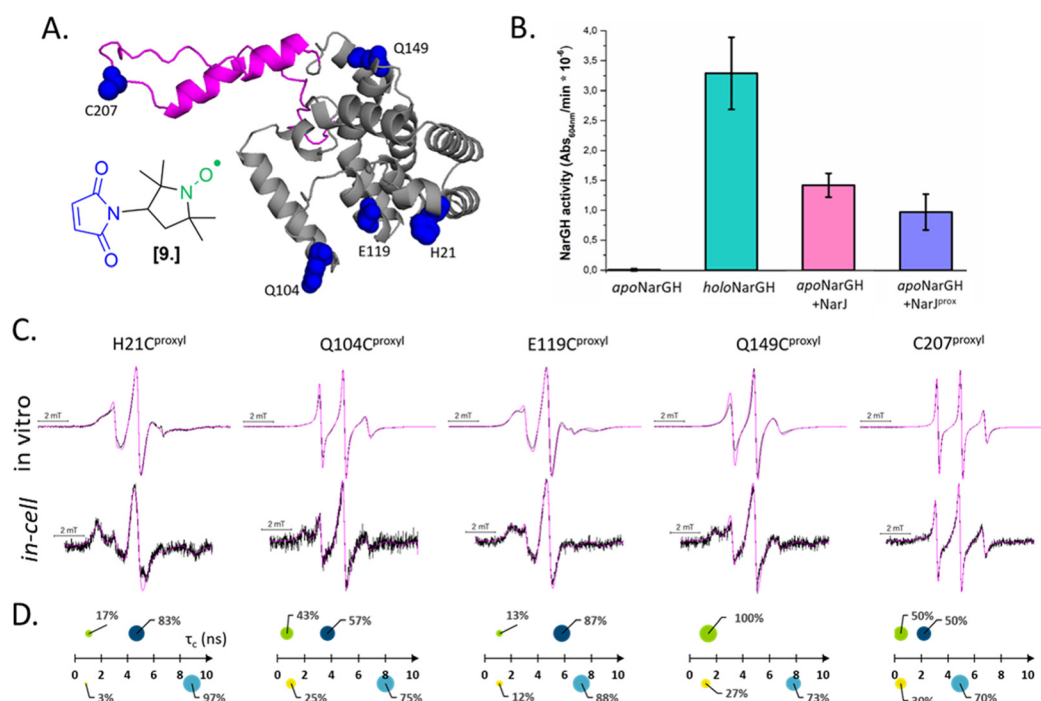 A.
Q149
C207
N
N
O
•
O
O
[9.]
E119
H21
Q104
B.
NarGH activity (Abs604nm/min * 10-6)
4,0
3,5
3,0
2,5
2,0
1,5
1,0
0,5
0,0
apoNarGH
holoNarGH
apoNarGH
+NarJ
apoNarGH
+NarJprox
C.
H21Cproxyl
Q104Cproxyl
E119Cproxyl
Q149Cproxyl
C207proxyl
in vitro
2 mT
2 mT
2 mT
2 mT
2 mT
in-cell
2 mT
2 mT
2 mT
2 mT
2 mT
D.
17%
83%
43%
57%
13%
87%
100%
50%
50%
τc (ns)
0 2 4 6 8 10
0 2 4 6 8 10
0 2 4 6 8 10
0 2 4 6 8 10
0 2 4 6 8 10
3%
97%
25%
75%
12%
88%
27%
73%
30%
70%